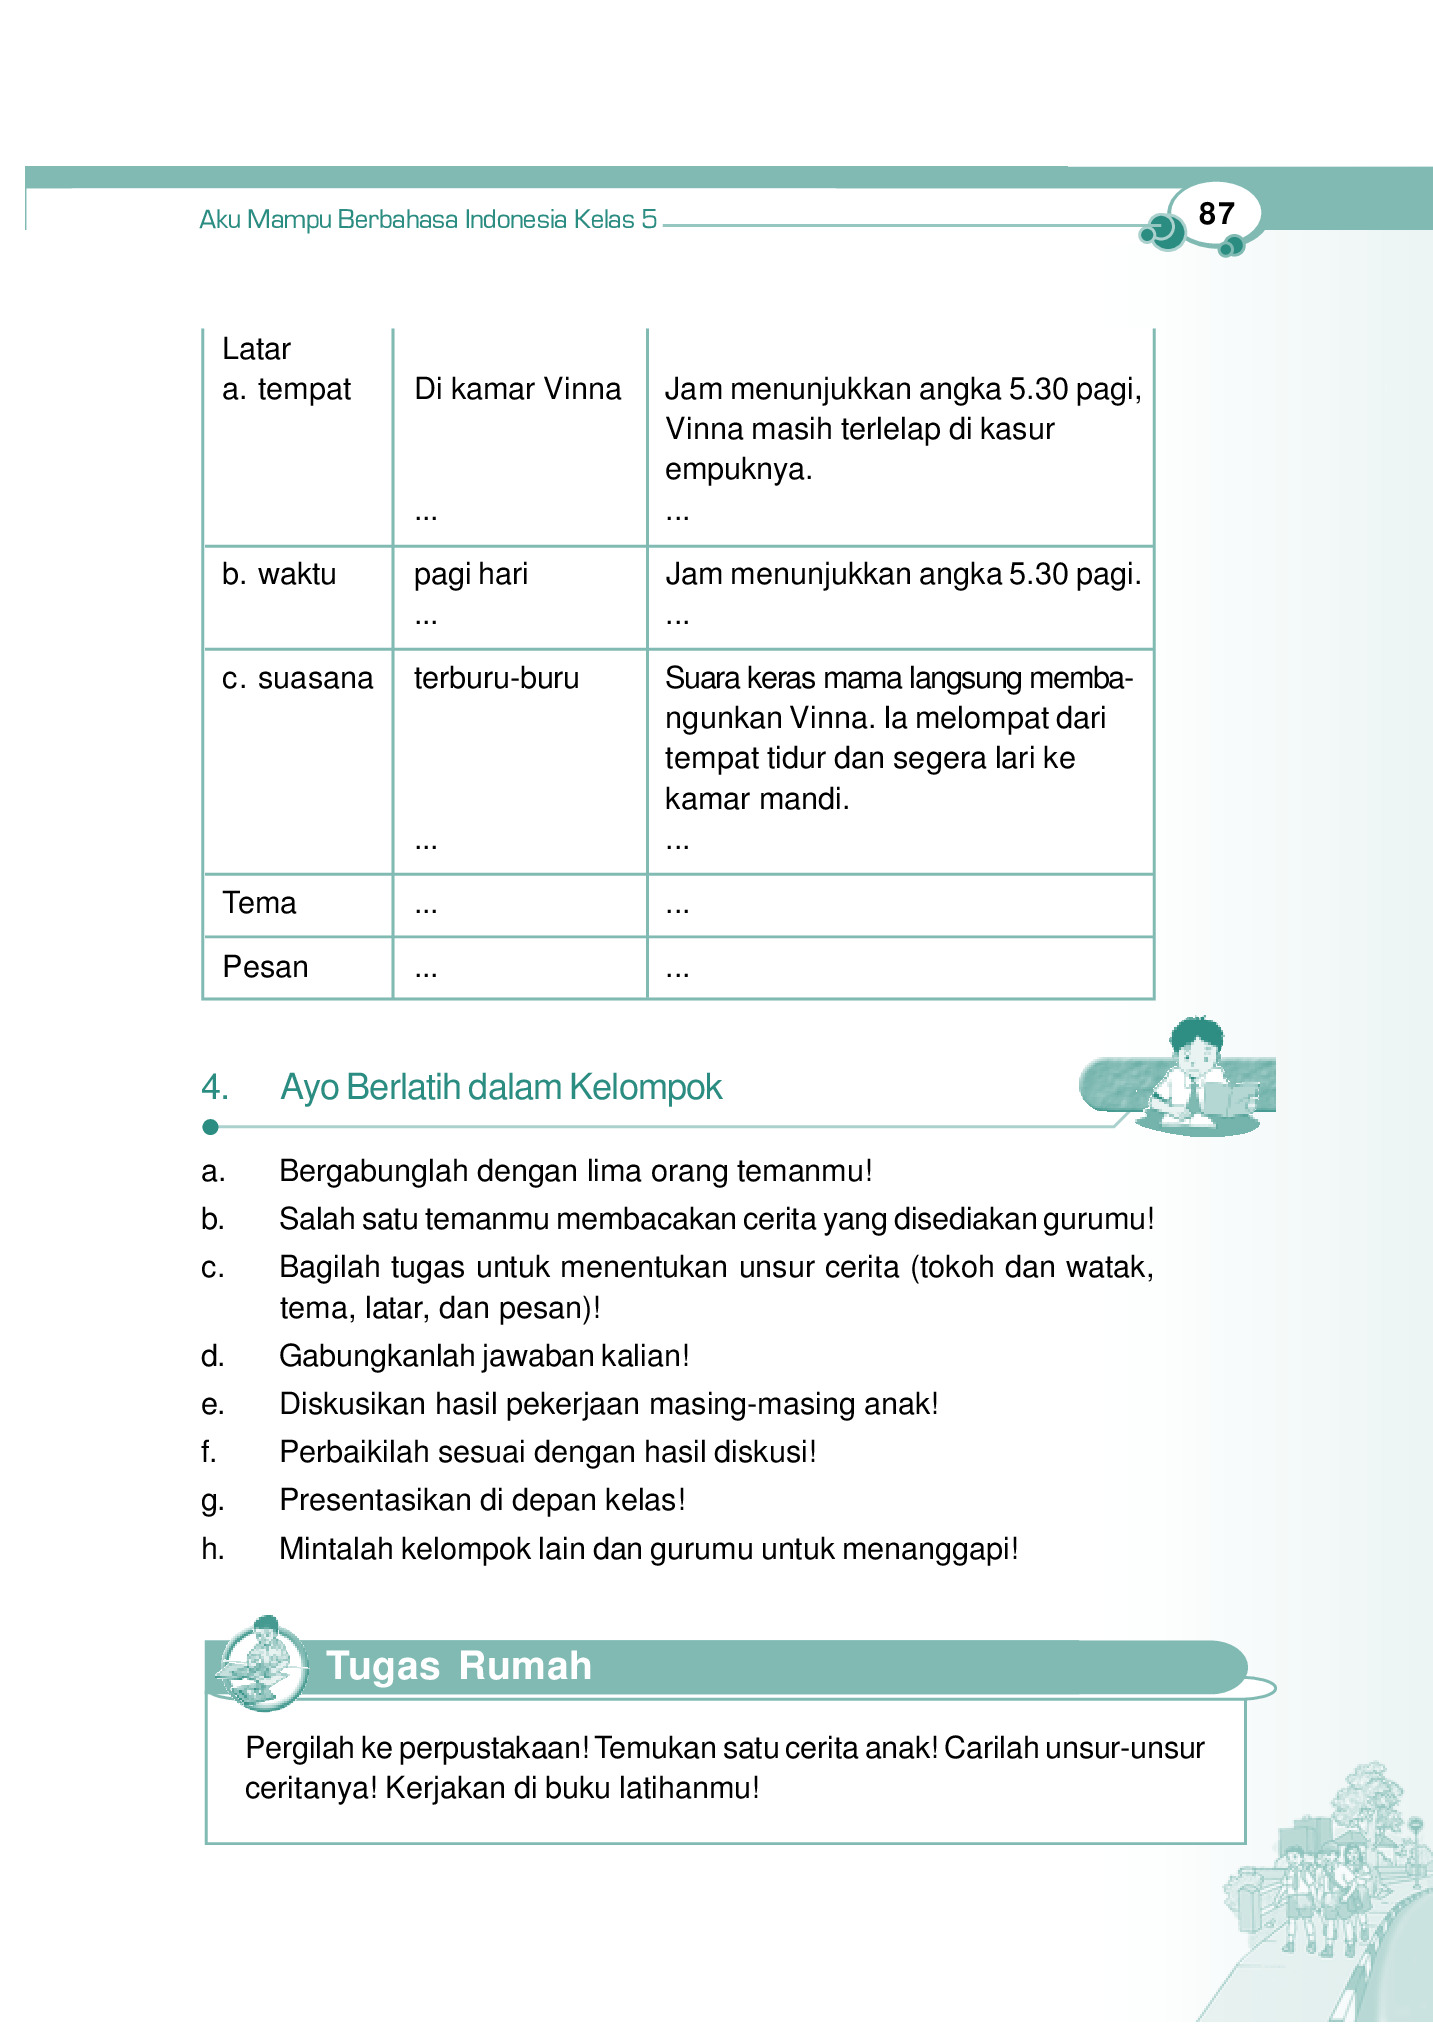 Aku Mampu Berbahasa Indonesia Kelas 5
87
Latar
a. tempat
Di kamar Vinna
Jam menunjukkan angka 5.30 pagi,
Vinna masih terlelap di kasur
empuknya.
...
...
b. waktu
pagi hari
Jam menunjukkan angka 5.30 pagi.
...
...
c. suasana
terburu-buru
Suara keras mama langsung memba-
ngunkan Vinna. Ia melompat dari
tempat tidur dan segera lari ke
kamar mandi.
...
...
Tema
...
...
Pesan
...
...
4. Ayo Berlatih dalam Kelompok
a. Bergabunglah dengan lima orang temanmu!
b. Salah satu temanmu membacakan cerita yang disediakan gurumu!
c. Bagilah tugas untuk menentukan unsur cerita (tokoh dan watak,
tema, latar, dan pesan)!
d. Gabungkanlah jawaban kalian!
e. Diskusikan hasil pekerjaan masing-masing anak!
f. Perbaikilah sesuai dengan hasil diskusi!
g. Presentasikan di depan kelas!
h. Mintalah kelompok lain dan gurumu untuk menanggapi!
Tugas Rumah
Pergilah ke perpustakaan! Temukan satu cerita anak! Carilah unsur-unsur
ceritanya! Kerjakan di buku latihanmu!